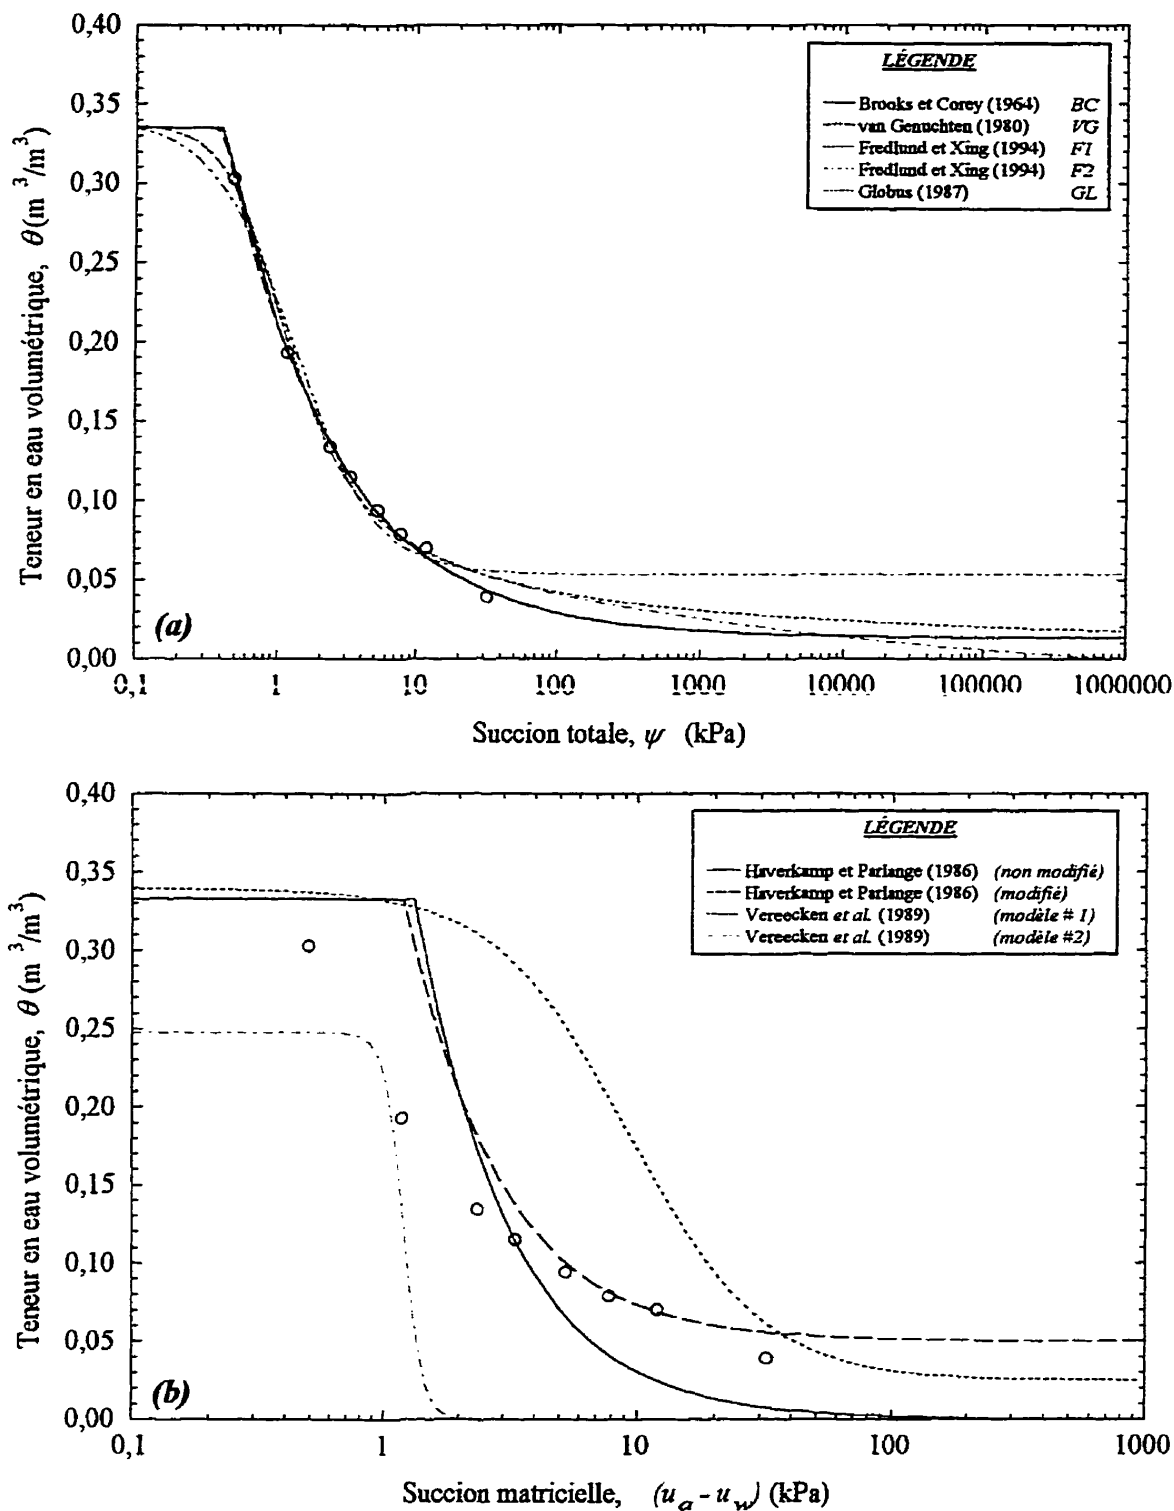 Teneur en eau volumétrique, θ (m³/m³)
0,40
0,35
0,30
0,25
0,20
0,15
0,10
0,05
0,00
LÉGENDE
Brooks et Corey (1964) BC
van Genuchten (1980) VG
Fredlund et Xing (1994) F1
Fredlund et Xing (1994) F2
Globus (1987) GL
(a)
0,1 1 10 100 1000 10000 100000 1000000
Succion totale, ψ (kPa)
Teneur en eau volumétrique, θ (m³/m³)
0,40
0,35
0,30
0,25
0,20
0,15
0,10
0,05
0,00
LÉGENDE
Haverkamp et Parlange (1986) (non modifié)
Haverkamp et Parlange (1986) (modifié)
Vereecken et al. (1989) (modèle # 1)
Vereecken et al. (1989) (modèle #2)
(b)
0,1 1 10 100 1000
Succion matricielle, (u_a - u_w) (kPa)